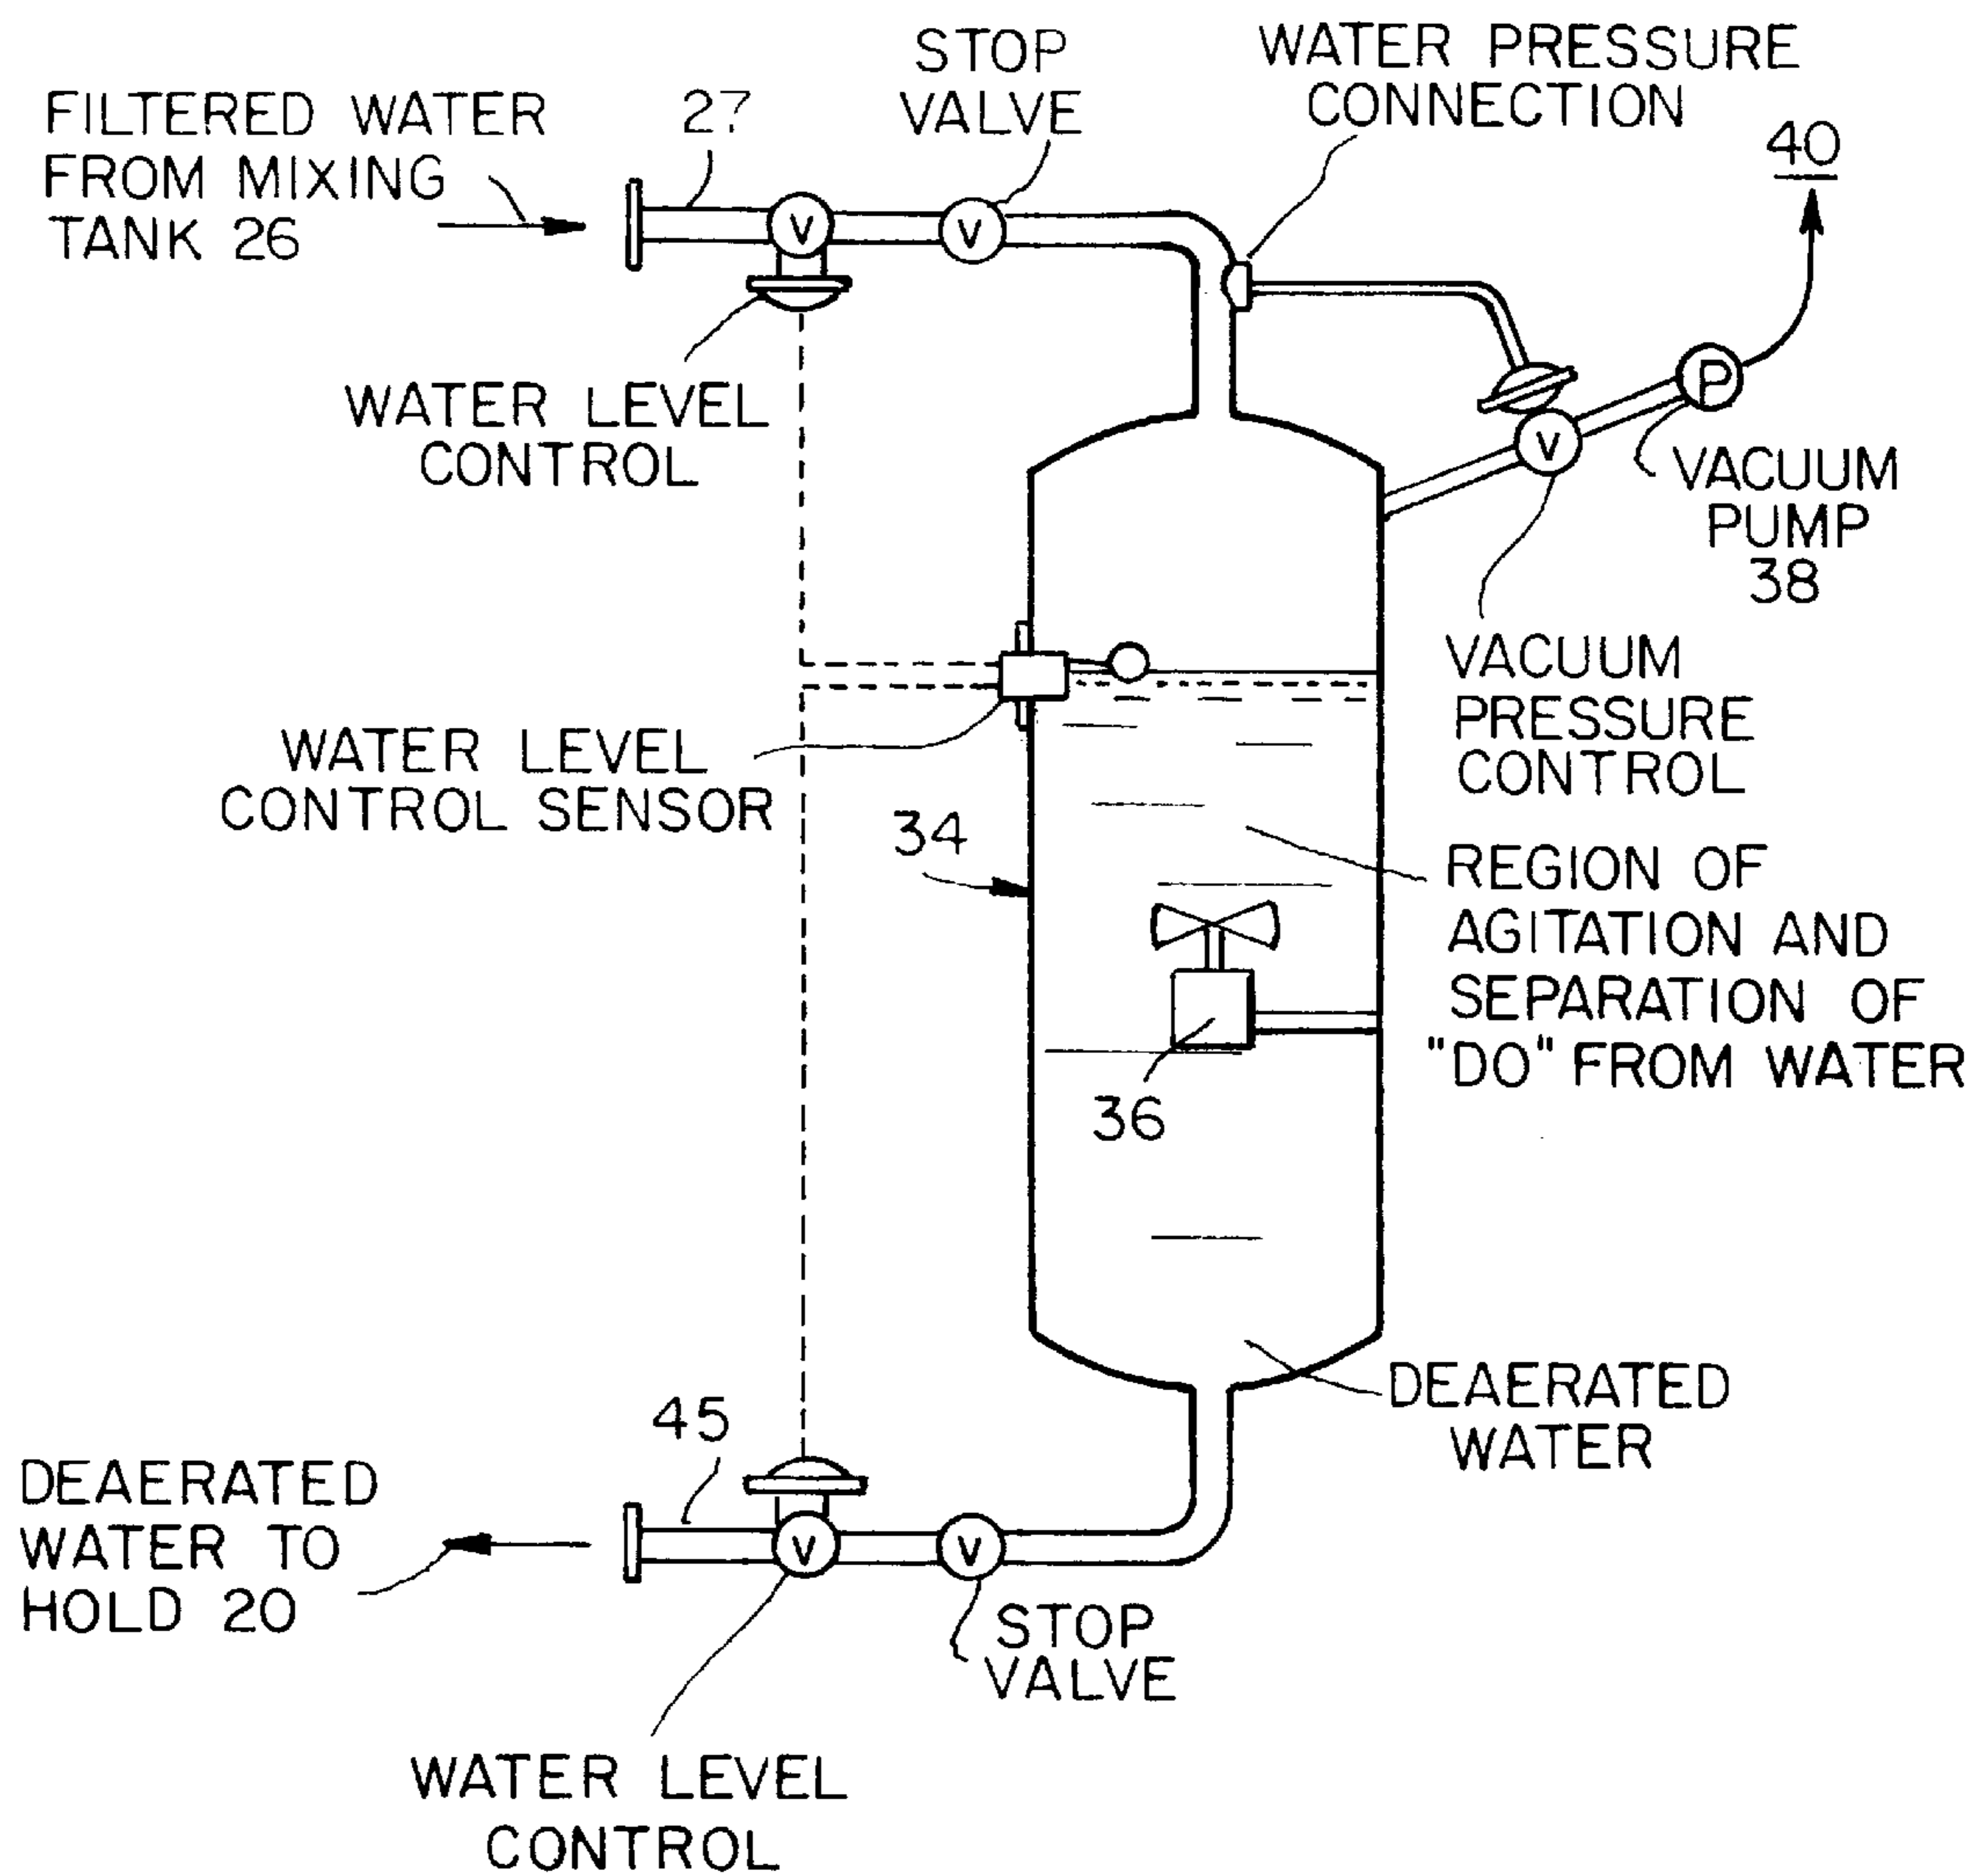 FILTERED WATER
FROM MIXING
TANK 26
27
STOP
VALVE
WATER PRESSURE
CONNECTION
40
V
V
WATER LEVEL
CONTROL
P
V
VACUUM
PUMP
38
VACUUM
PRESSURE
CONTROL
WATER LEVEL
CONTROL SENSOR
34
REGION OF
AGITATION AND
SEPARATION OF
"DO" FROM WATER
36
DEAERATED
WATER
45
DEAERATED
WATER TO
HOLD 20
V
V
STOP
VALVE
WATER LEVEL
CONTROL